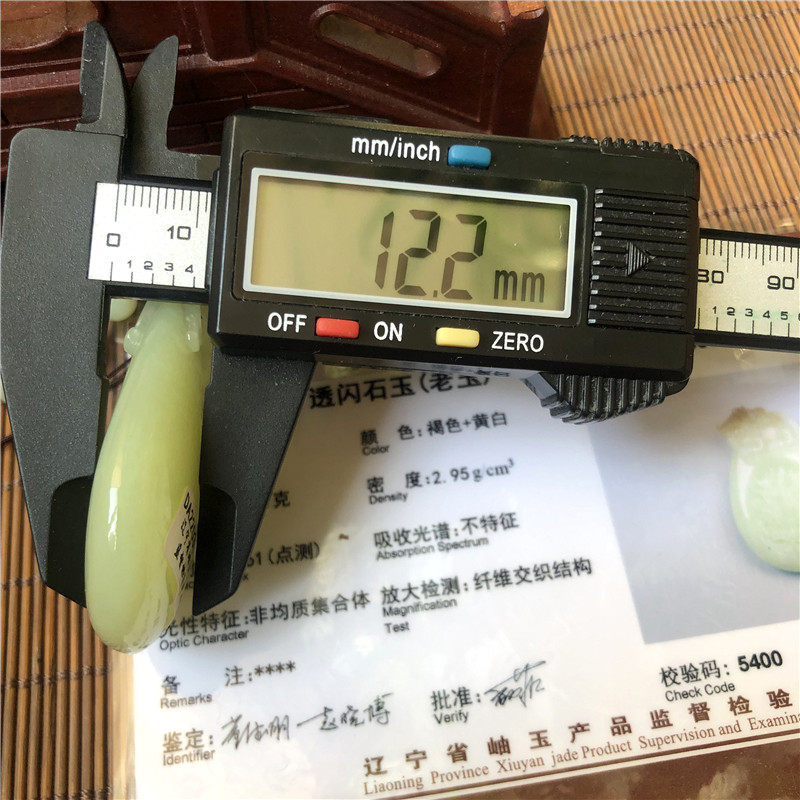 mm/inch
12.2 mm
OFF ON ZERO
0 10
1 2 3 4
80 90
1 2 3 4 5 6
透闪石玉(老玉)
颜 色:褐色+黄白
Color
克
密 度:2.95g/cm³
Density
(点测)
吸收光谱:不特征
Absorption Spectrum
光性特征:非均质集合体
Optic Character
放大检测:纤维交织结构
Magnification
Test
备 注:****
Remarks
校验码: 5400
Check Code
鉴定:
Identifier
批准:
Verify
辽宁省岫玉产品监督检验
Liaoning Province Xiuyan jade Product Supervision and Examina